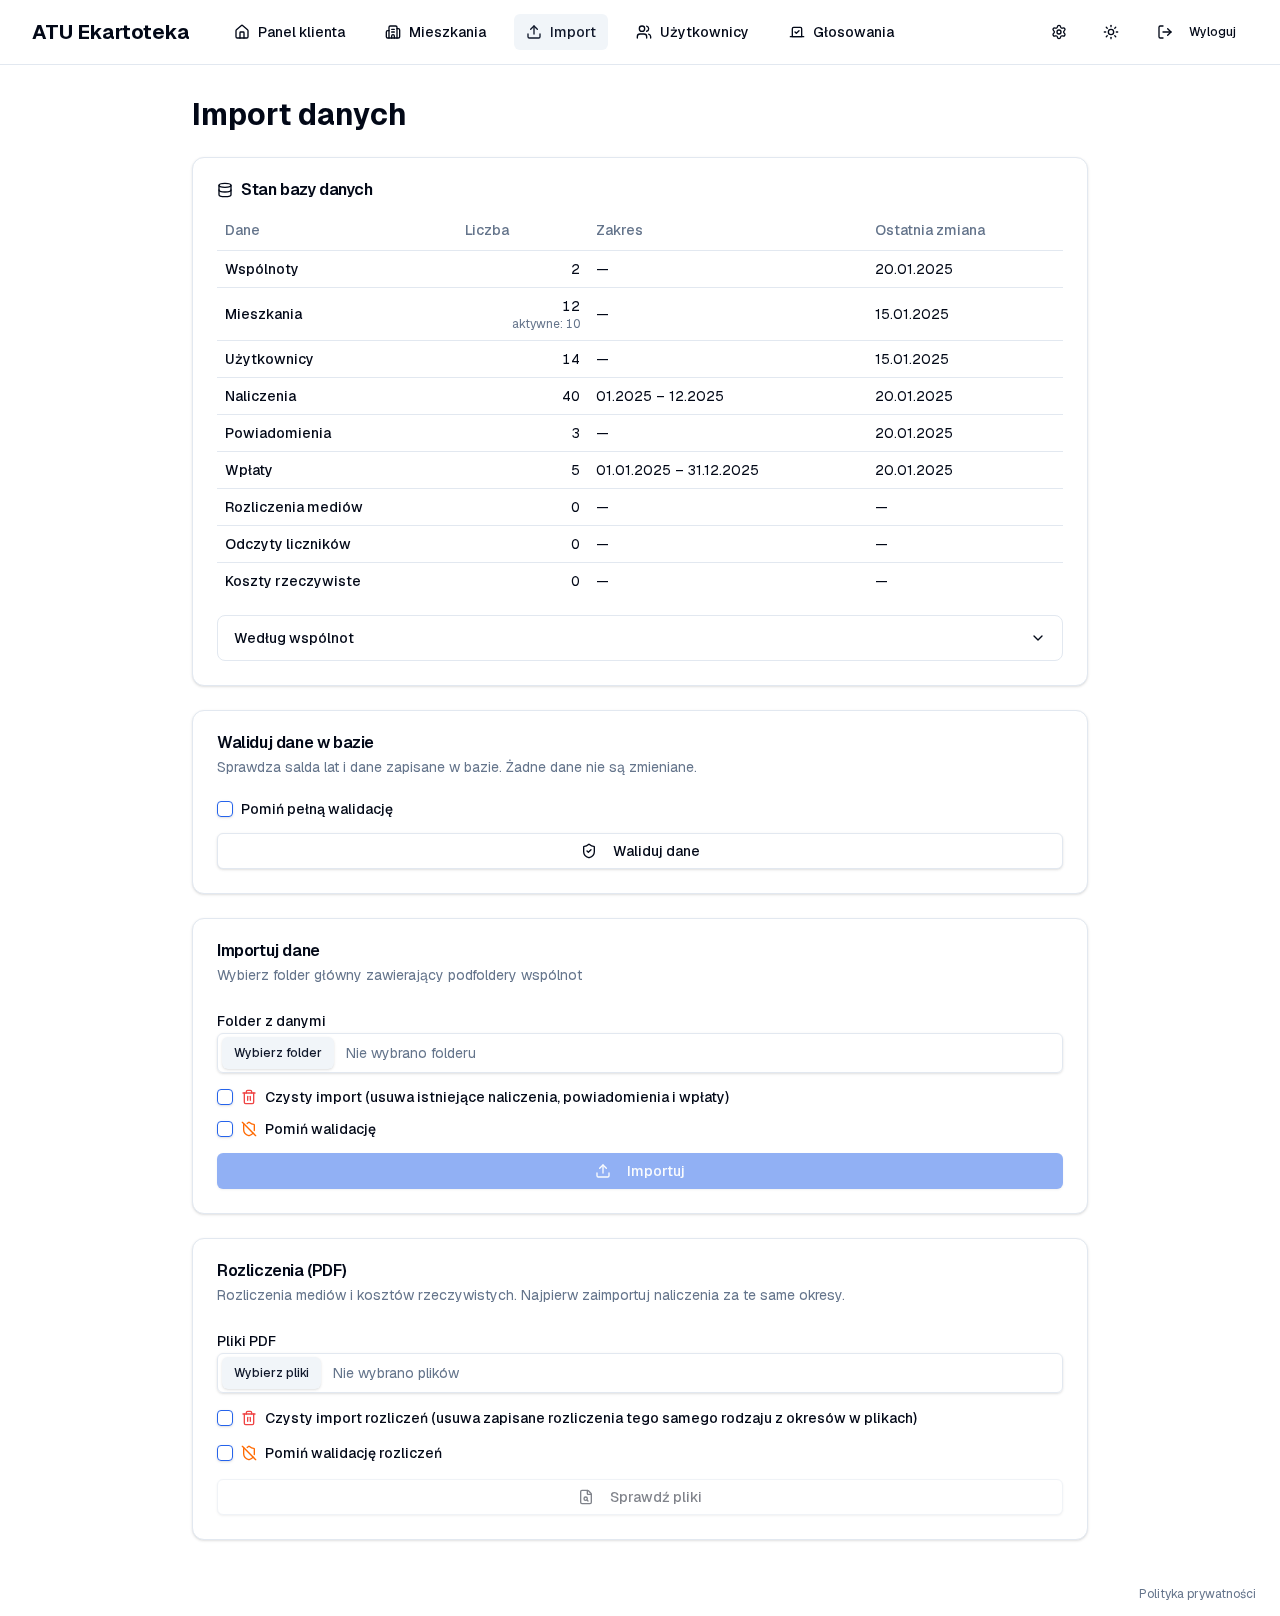 ATU Ekartoteka Panel klienta Mieszkania Import Użytkownicy Głosowania Wyloguj
Import danych
Stan bazy danych
Dane Liczba Zakres Ostatnia zmiana
Wspólnoty 2 — 20.01.2025
Mieszkania 12 aktywne: 10 — 15.01.2025
Użytkownicy 14 — 15.01.2025
Naliczenia 40 01.2025 – 12.2025 20.01.2025
Powiadomienia 3 — 20.01.2025
Wpłaty 5 01.01.2025 – 31.12.2025 20.01.2025
Rozliczenia mediów 0 — —
Odczyty liczników 0 — —
Koszty rzeczywiste 0 — —
Według wspólnot
Waliduj dane w bazie
Sprawdza salda lat i dane zapisane w bazie. Żadne dane nie są zmieniane.
Pomiń pełną walidację
Waliduj dane
Importuj dane
Wybierz folder główny zawierający podfoldery wspólnot
Folder z danymi
Wybierz folder Nie wybrano folderu
Czysty import (usuwa istniejące naliczenia, powiadomienia i wpłaty)
Pomiń walidację
Importuj
Rozliczenia (PDF)
Rozliczenia mediów i kosztów rzeczywistych. Najpierw zaimportuj naliczenia za te same okresy.
Pliki PDF
Wybierz pliki Nie wybrano plików
Czysty import rozliczeń (usuwa zapisane rozliczenia tego samego rodzaju z okresów w plikach)
Pomiń walidację rozliczeń
Sprawdź pliki
Polityka prywatności